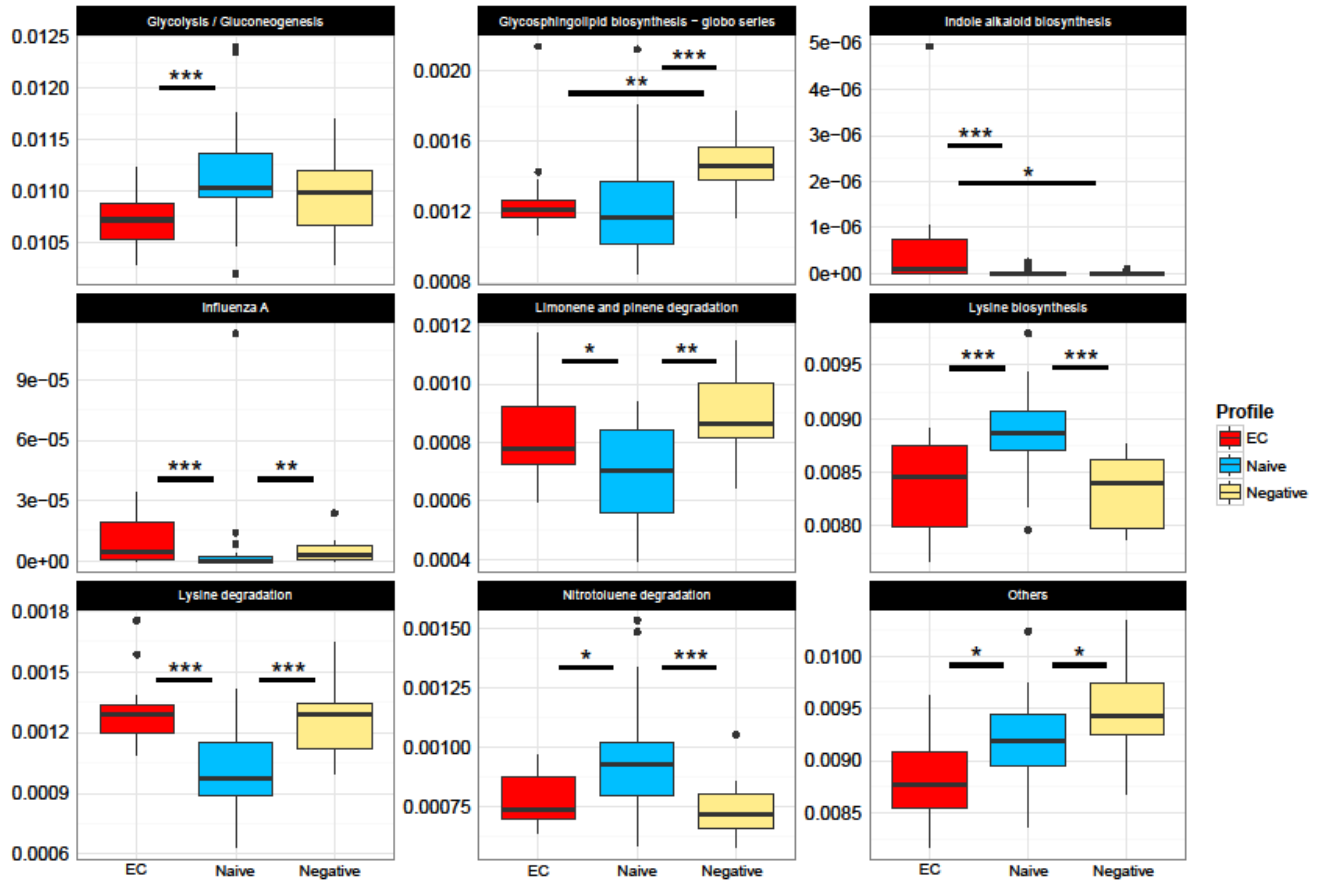 Glycolysis / Gluconeogenesis
0.0125
0.0120
0.0115
0.0110
0.0105
***
Glycosphingolipid biosynthesis − globo series
0.0020
0.0016
0.0012
0.0008
**
***
Indole alkaloid biosynthesis
5e−06
4e−06
3e−06
2e−06
1e−06
0e+00
***
*
Influenza A
9e−05
6e−05
3e−05
0e+00
***
**
Limonene and pinene degradation
0.0012
0.0010
0.0008
0.0006
0.0004
*
**
Lysine biosynthesis
0.0095
0.0090
0.0085
0.0080
***
***
Profile
EC
Naive
Negative
Lysine degradation
0.0018
0.0015
0.0012
0.0009
0.0006
***
***
EC Naive Negative
Nitrotoluene degradation
0.00150
0.00125
0.00100
0.00075
*
***
EC Naive Negative
Others
0.0100
0.0095
0.0090
0.0085
*
*
EC Naive Negative